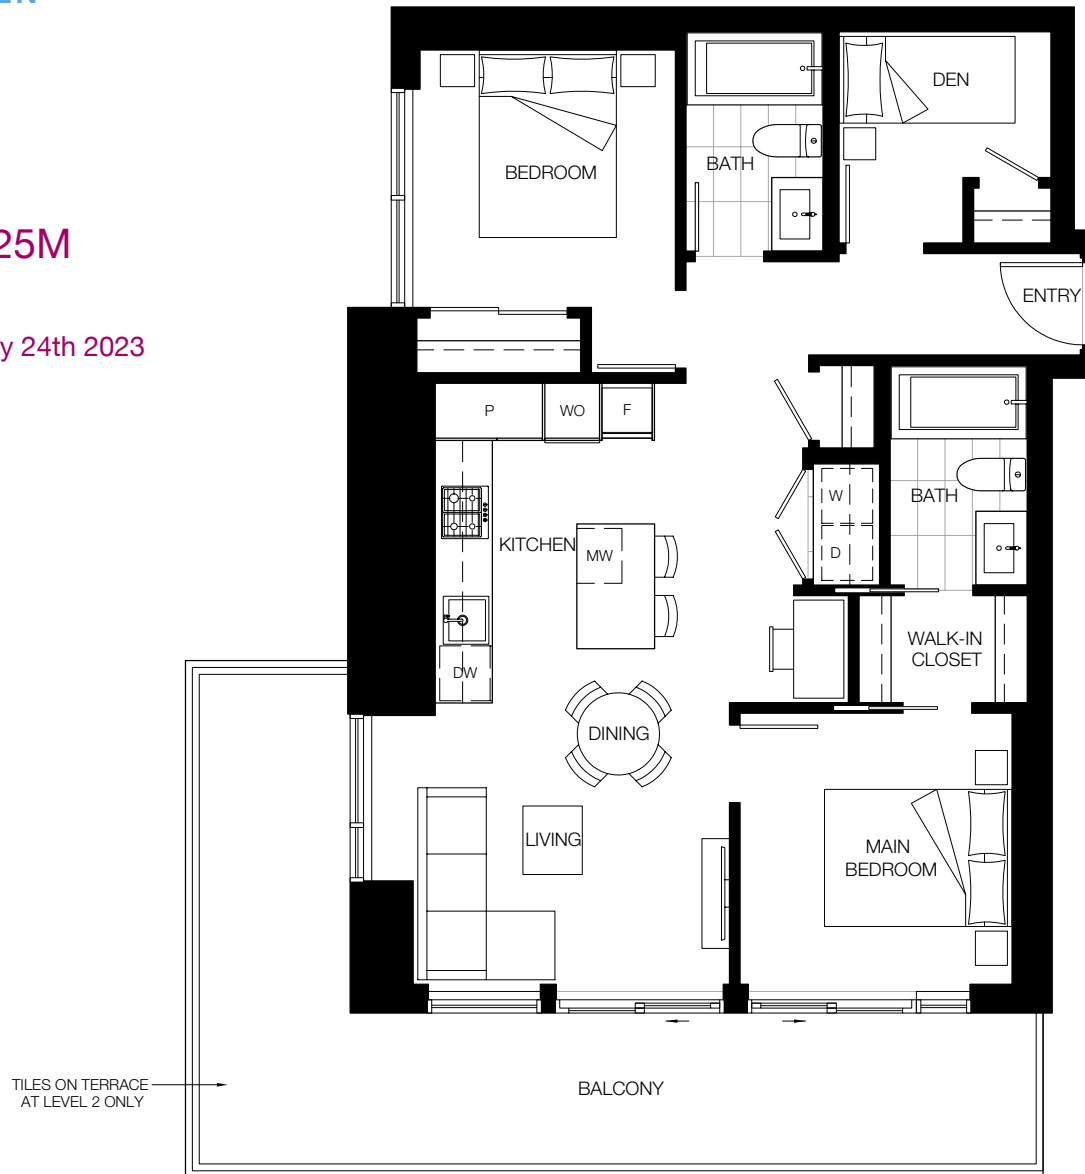 25M
y 24th 2023
BEDROOM
BATH
DEN
ENTRY
P
WO
F
KITCHEN
MW
W
D
BATH
DW
WALK-IN
CLOSET
DINING
LIVING
MAIN
BEDROOM
TILES ON TERRACE
AT LEVEL 2 ONLY
BALCONY